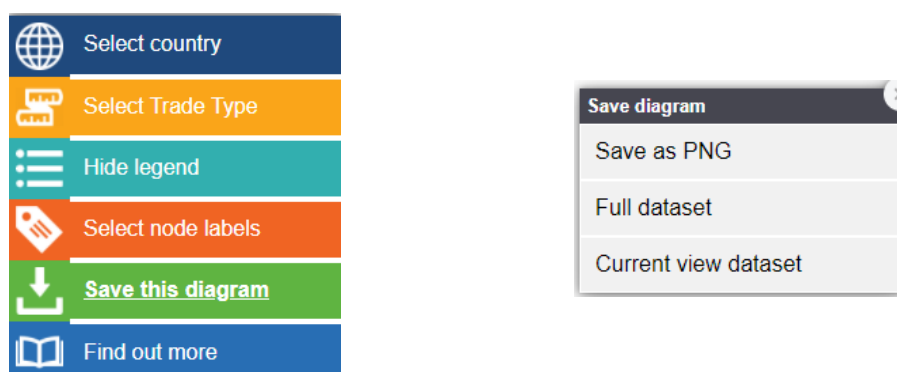 Select country
Select Trade Type
Hide legend
Select node labels
Save this diagram
Find out more
Save diagram
Save as PNG
Full dataset
Current view dataset